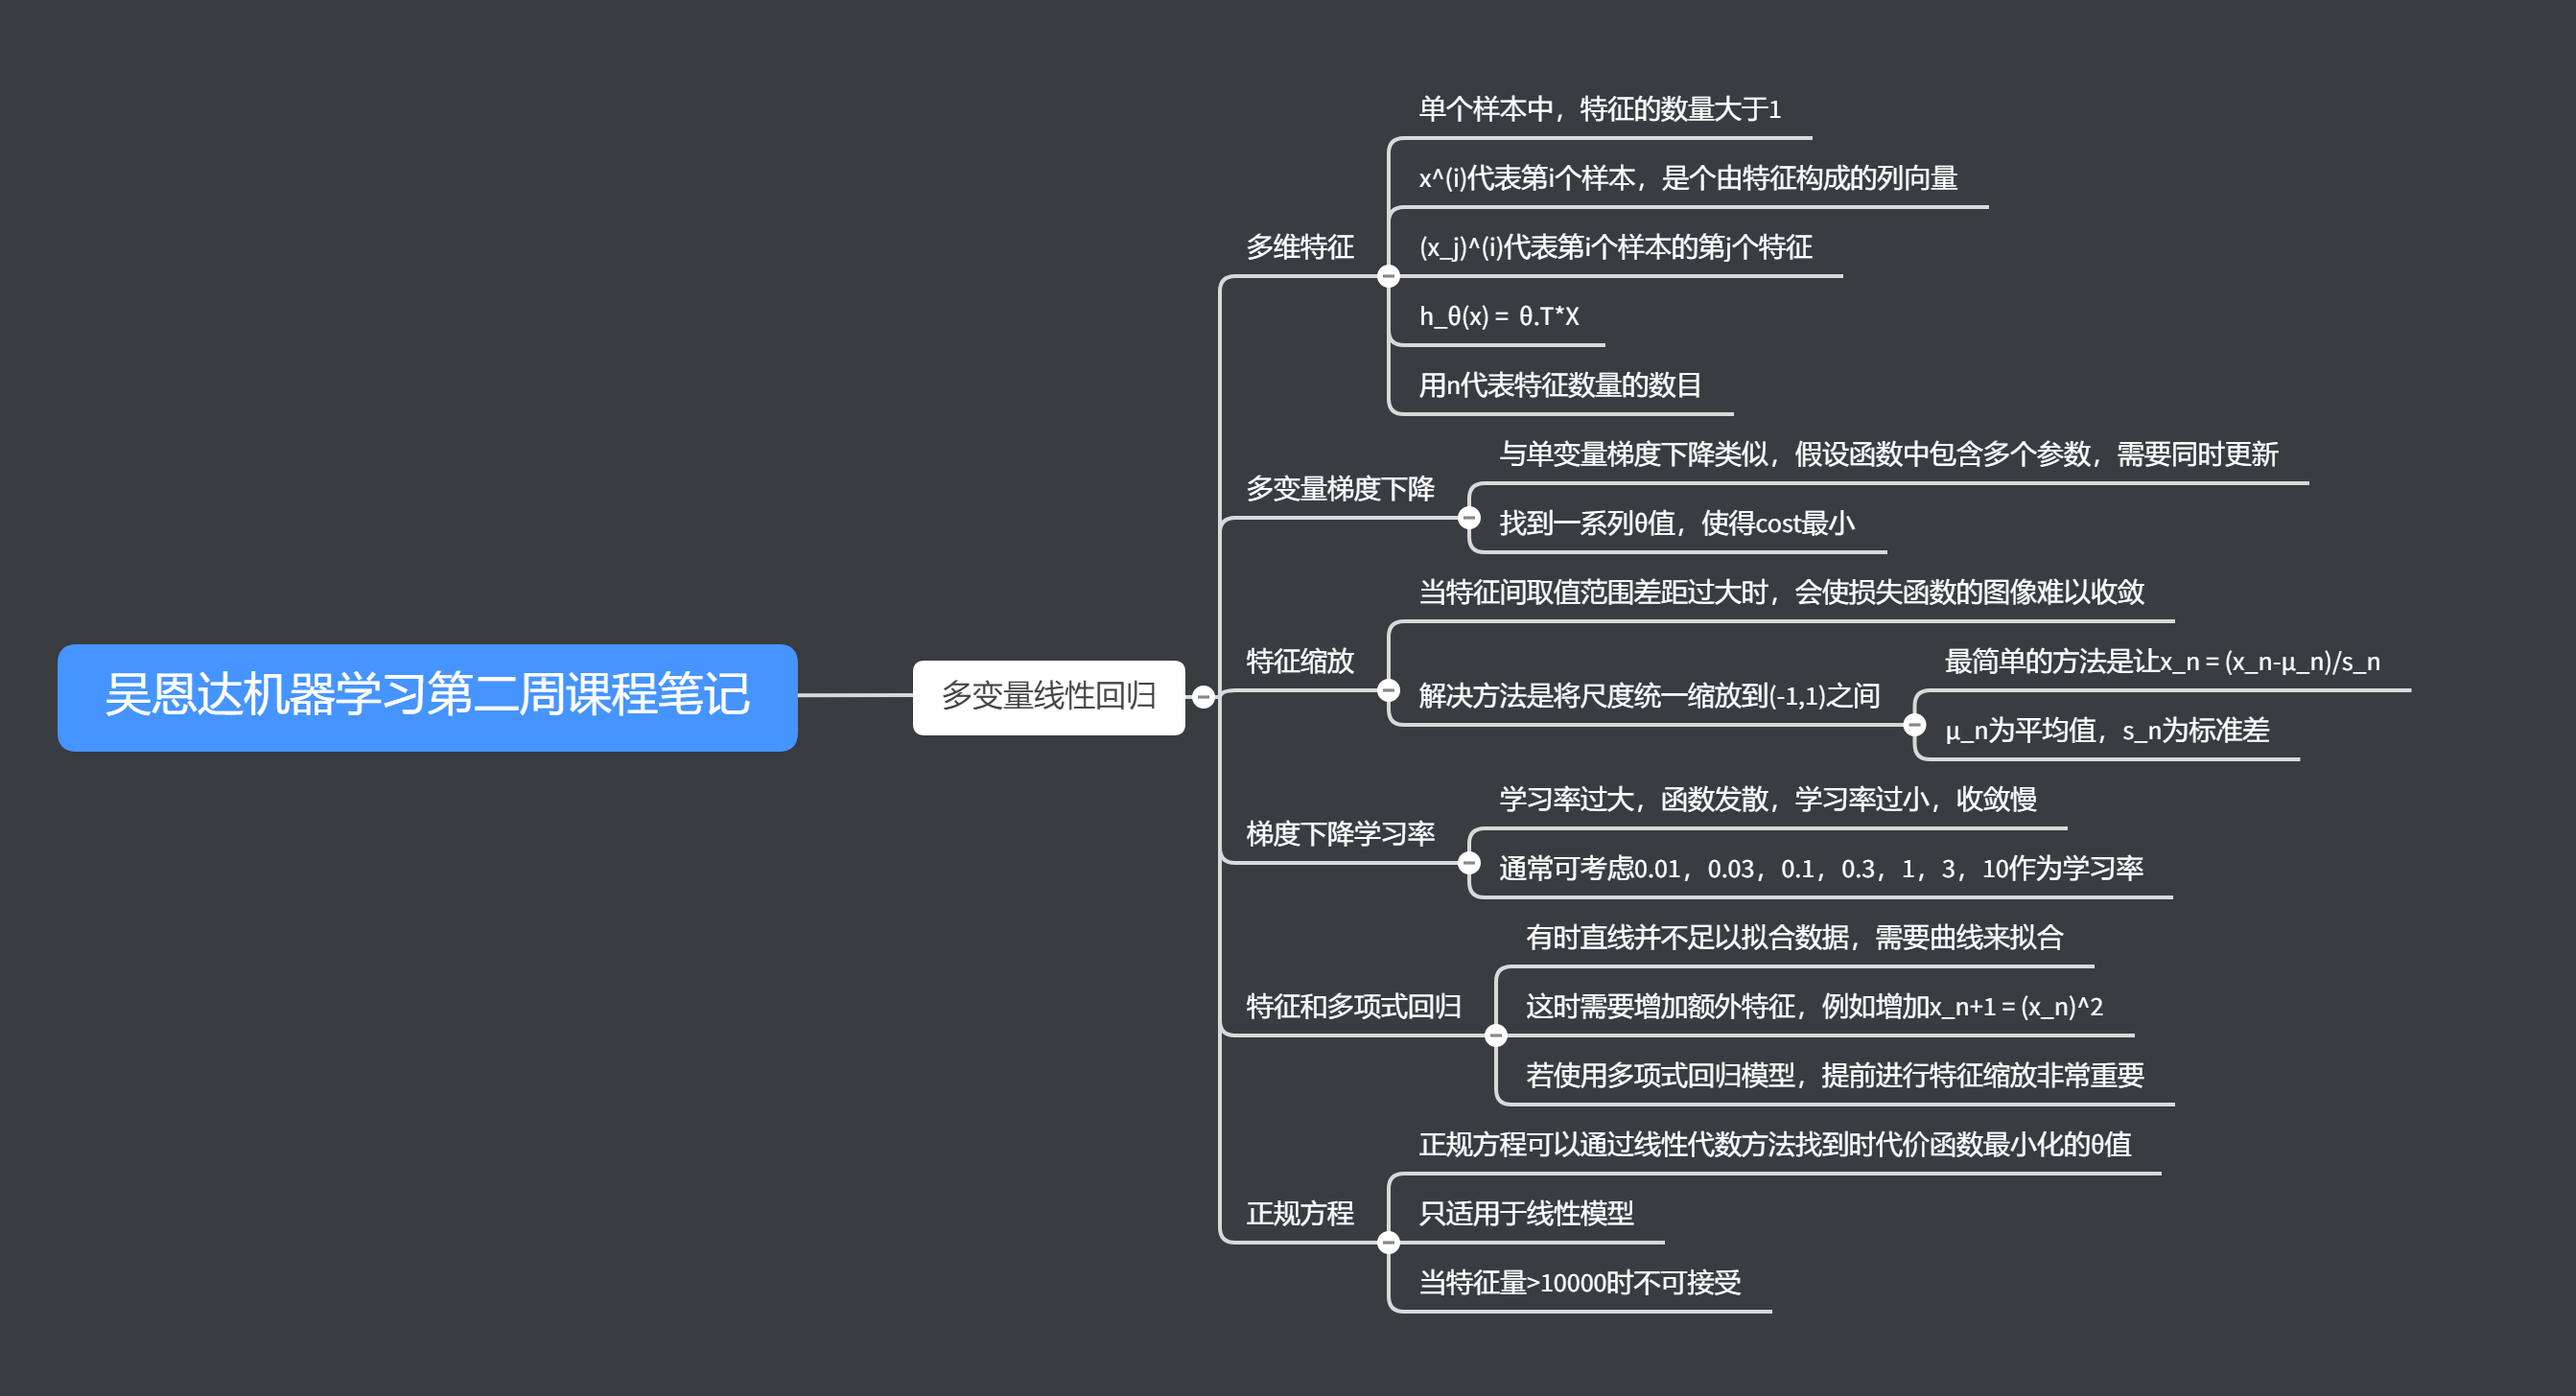 吴恩达机器学习第二周课程笔记
多变量线性回归
多维特征
单个样本中，特征的数量大于1
x^(i)代表第i个样本，是个由特征构成的列向量
(x_j)^(i)代表第i个样本的第j个特征
h_θ(x) = θ.T*X
用n代表特征数量的数目
多变量梯度下降
与单变量梯度下降类似，假设函数中包含多个参数，需要同时更新
找到一系列θ值，使得cost最小
特征缩放
当特征间取值范围差距过大时，会使损失函数的图像难以收敛
解决方法是将尺度统一缩放到(-1,1)之间
最简单的方法是让x_n = (x_n-μ_n)/s_n
μ_n为平均值，s_n为标准差
梯度下降学习率
学习率过大，函数发散，学习率过小，收敛慢
通常可考虑0.01，0.03，0.1，0.3，1，3，10作为学习率
特征和多项式回归
有时直线并不足以拟合数据，需要曲线来拟合
这时需要增加额外特征，例如增加x_n+1 = (x_n)^2
若使用多项式回归模型，提前进行特征缩放非常重要
正规方程
正规方程可以通过线性代数方法找到时代价函数最小化的θ值
只适用于线性模型
当特征量>10000时不可接受